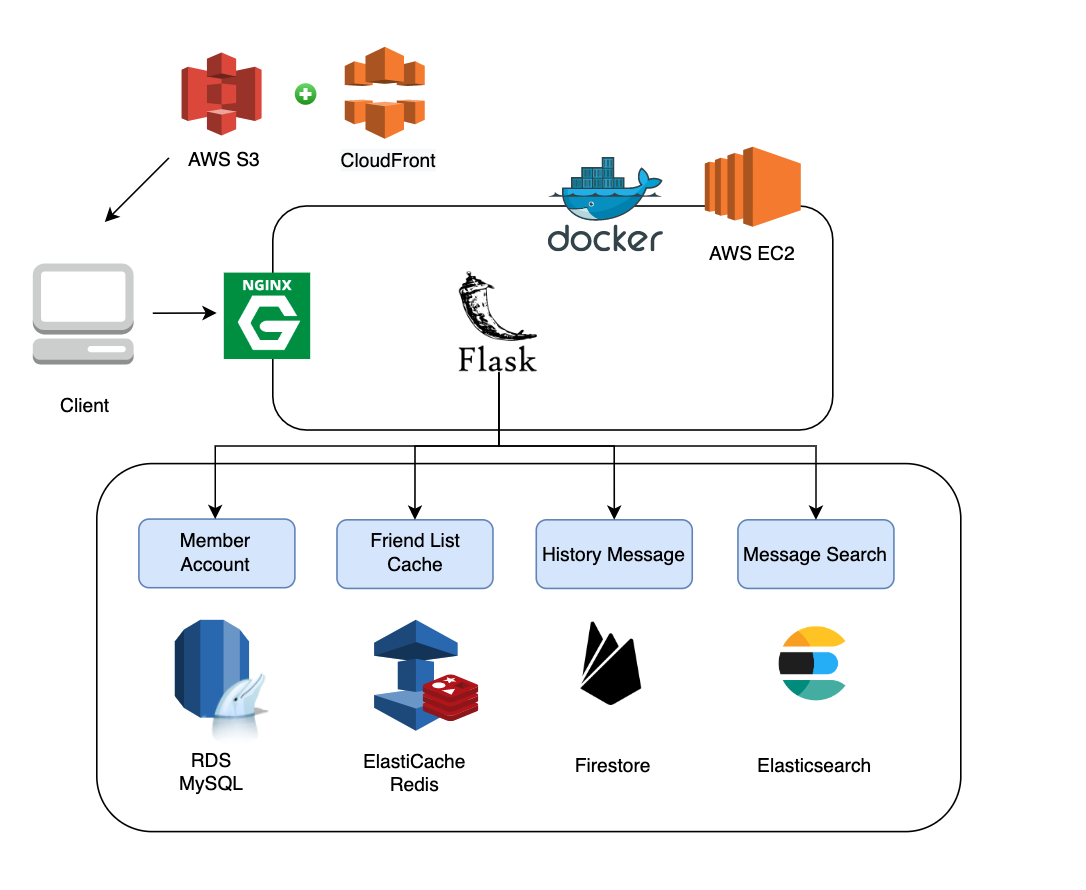 AWS S3
CloudFront
docker
AWS EC2
NGINX
Flask
Client
Member
Account
Friend List
Cache
History Message
Message Search
RDS
MySQL
ElastiCache
Redis
Firestore
Elasticsearch